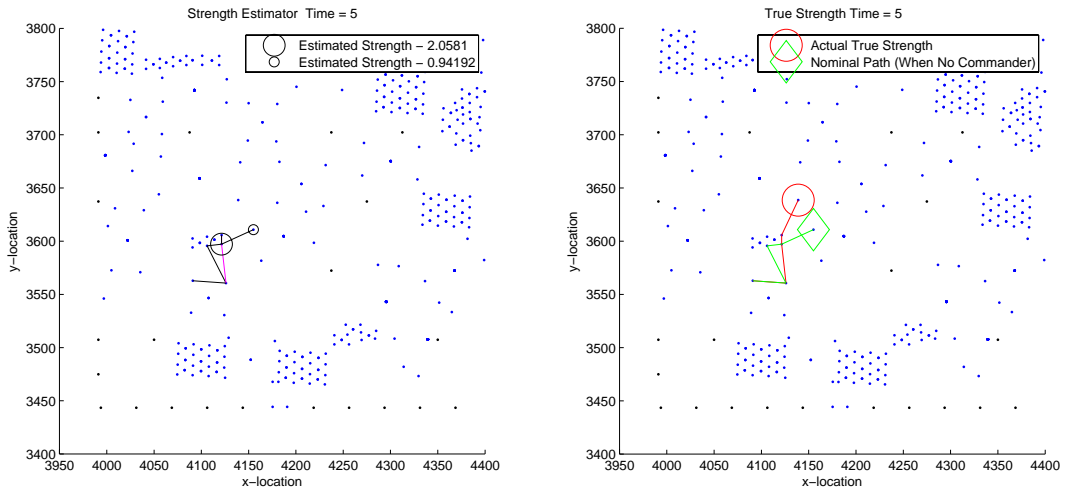 Strength Estimator Time = 5
Estimated Strength − 2.0581
Estimated Strength − 0.94192
3800
3750
3700
3650
3600
3550
3500
3450
3400
y−location
3950 4000 4050 4100 4150 4200 4250 4300 4350 4400
x−location
True Strength Time = 5
Actual True Strength
Nominal Path (When No Commander)
3800
3750
3700
3650
3600
3550
3500
3450
3400
y−location
3950 4000 4050 4100 4150 4200 4250 4300 4350 4400
x−location